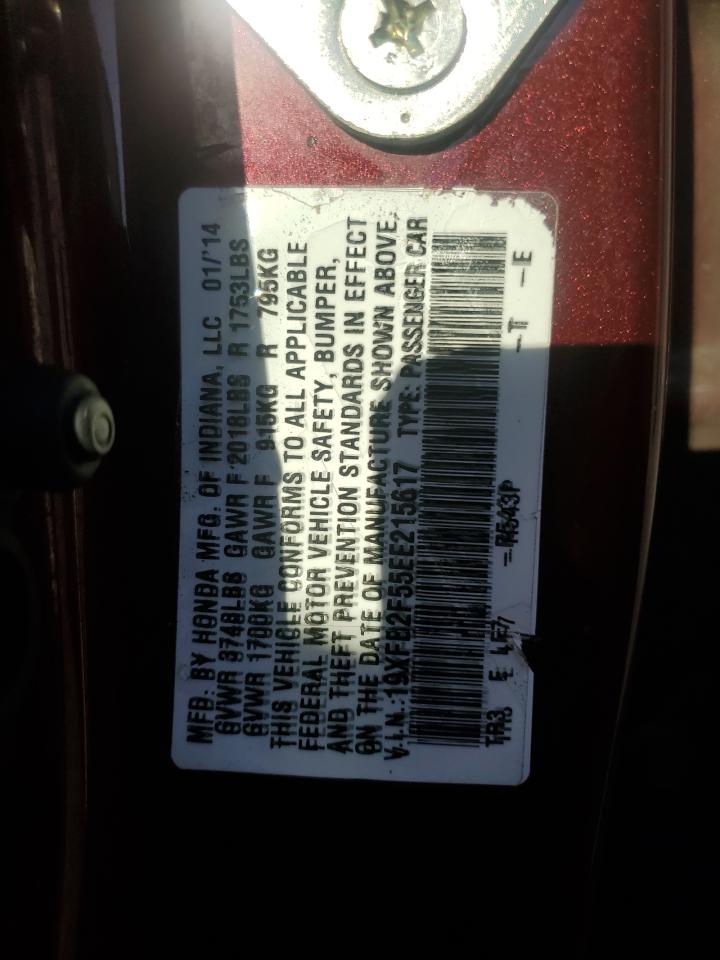 MFD. BY HONDA MFG. OF INDIANA, LLC 01/'14
GVWR 3748LBS GAWR F 2018LBS R 1753LBS
GVWR 1700KG GAWR F 915KG R 795KG
THIS VEHICLE CONFORMS TO ALL APPLICABLE
FEDERAL MOTOR VEHICLE SAFETY, BUMPER,
AND THEFT PREVENTION STANDARDS IN EFFECT
ON THE DATE OF MANUFACTURE SHOWN ABOVE.
V.I.N.:19XFB2F55EE215617 TYPE: PASSENGER CAR
TR3 E LF7 — R543P — TT — E